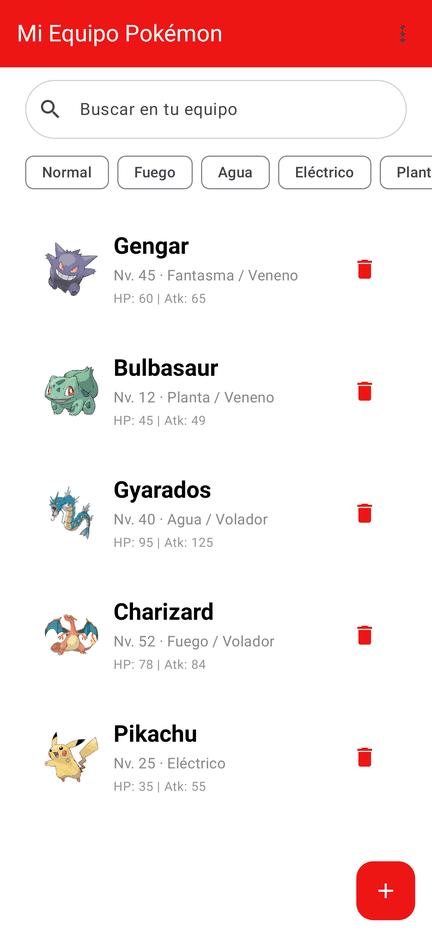 Mi Equipo Pokémon
Buscar en tu equipo
Normal Fuego Agua Eléctrico Plant
Gengar
Nv. 45 · Fantasma / Veneno
HP: 60 | Atk: 65
Bulbasaur
Nv. 12 · Planta / Veneno
HP: 45 | Atk: 49
Gyarados
Nv. 40 · Agua / Volador
HP: 95 | Atk: 125
Charizard
Nv. 52 · Fuego / Volador
HP: 78 | Atk: 84
Pikachu
Nv. 25 · Eléctrico
HP: 35 | Atk: 55
+